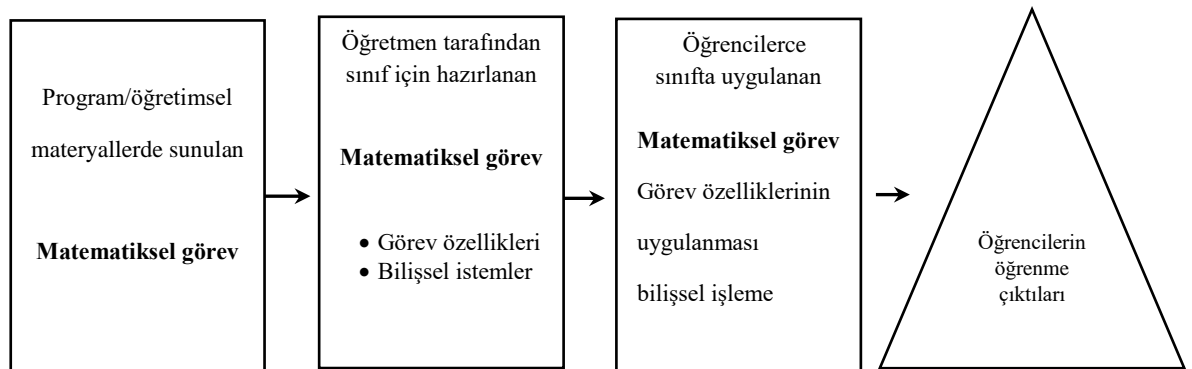 Program/öğretimsel
materyallerde sunulan
Matematiksel görev
Öğretmen tarafından
sınıf için hazırlanan
Matematiksel görev
• Görev özellikleri
• Bilişsel istemler
Öğrencilerce
sınıfta uygulanan
Matematiksel görev
Görev özelliklerinin
uygulanması
bilişsel işleme
Öğrencilerin
öğrenme
çıktıları